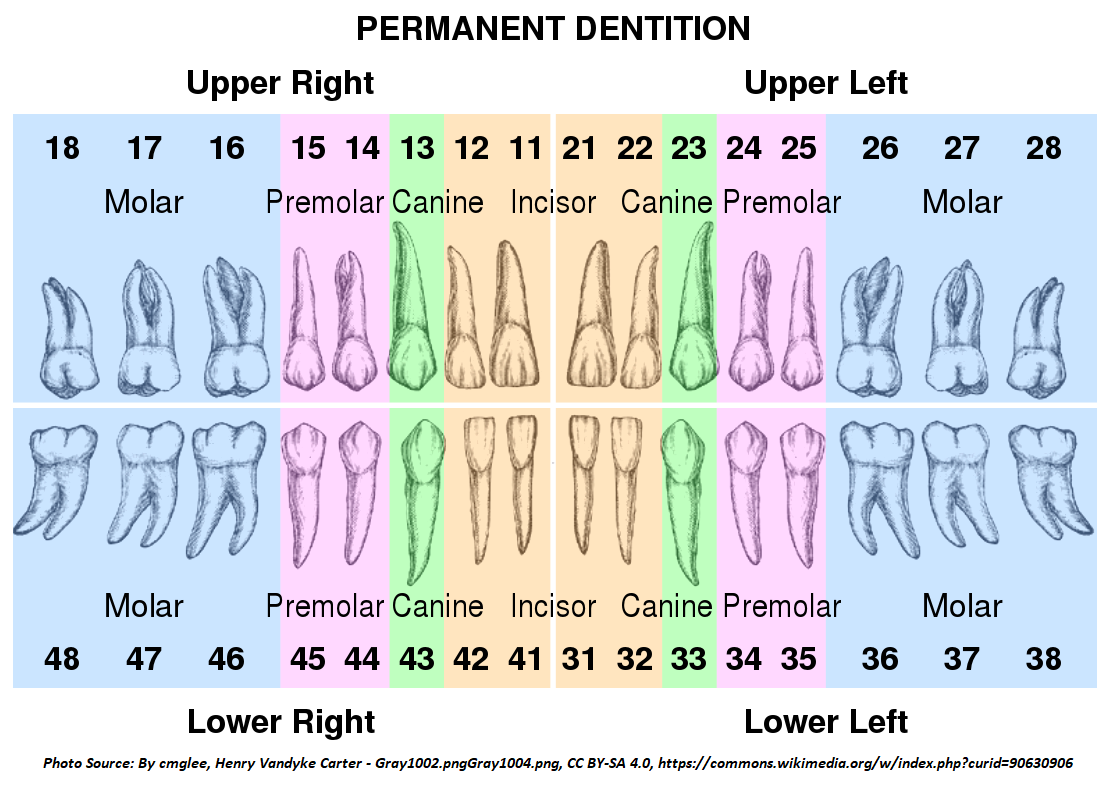 PERMANENT DENTITION
Upper Right Upper Left
18 17 16 15 14 13 12 11 21 22 23 24 25 26 27 28
Molar Premolar Canine Incisor Canine Premolar Molar
Molar Premolar Canine Incisor Canine Premolar Molar
48 47 46 45 44 43 42 41 31 32 33 34 35 36 37 38
Lower Right Lower Left
Photo Source: By cmglee, Henry Vandyke Carter - Gray1002.pngGray1004.png, CC BY-SA 4.0, https://commons.wikimedia.org/w/index.php?curid=90630906